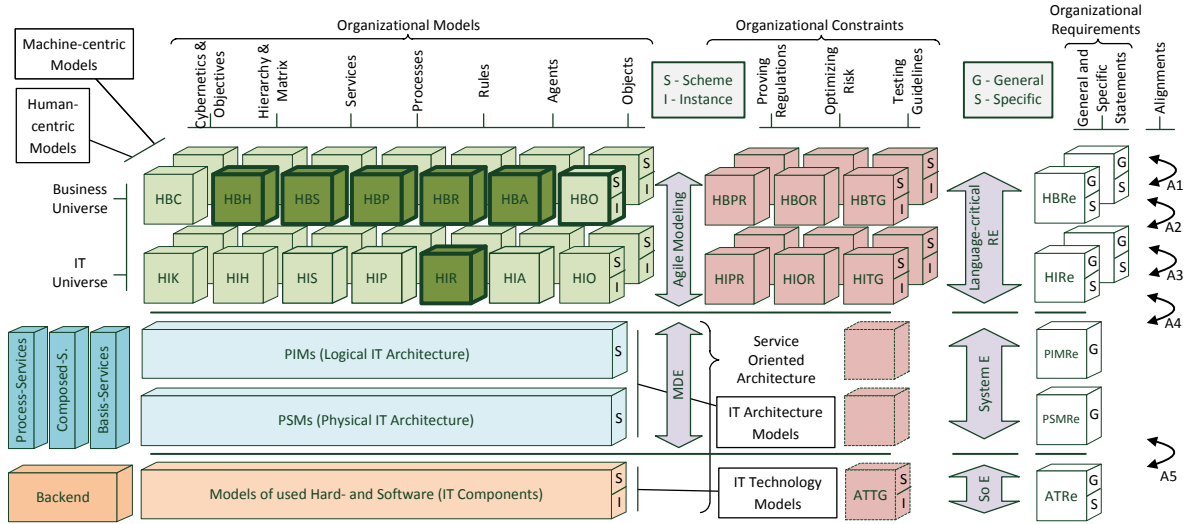 Organizational Models
Organizational Constraints
Organizational
Requirements
Machine-centric
Models
Human-
centric
Models
Cybernetics &
Objectives
Hierarchy &
Matrix
Services
Processes
Rules
Agents
Objects
S - Scheme
I - Instance
Proving
Regulations
Optimizing
Risk
Testing
Guidelines
G - General
S - Specific
General and
Specific
Statements
Alignments
Business
Universe
HBC
HBH
HBS
HBP
HBR
HBA
HBO
S
S
I
Agile Modeling
HBPR
HBOR
HBTG
S
S
I
Language-critical
RE
HBRe
G
S
G
S
A1
A2
IT
Universe
HIK
HIH
HIS
HIP
HIR
HIA
HIO
S
S
I
HIPR
HIOR
HITG
S
S
I
HIRe
G
S
G
S
A3
A4
Process-Services
Composed-S.
Basis-Services
PIMs (Logical IT Architecture)
S
MDE
Service
Oriented
Architecture
System E
PIMRe
G
PSMs (Physical IT Architecture)
S
IT Architecture
Models
PSMRe
G
Backend
Models of used Hard- and Software (IT Components)
S
I
IT Technology
Models
ATTG
S
I
So E
ATRe
G
S
A5